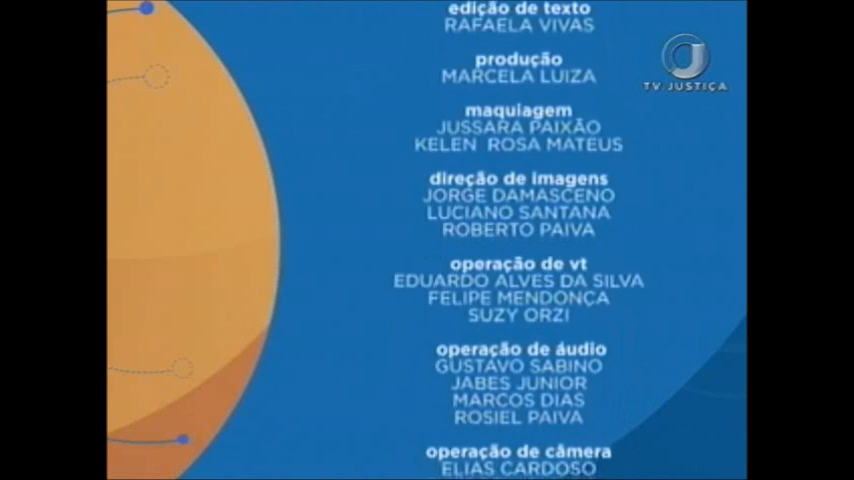 edição de texto
RAFAELA VIVAS
produção
MARCELA LUIZA
TV JUSTIÇA
maquiagem
JUSSARA PAIXÃO
KELEN ROSA MATEUS
direção de imagens
JORGE DAMASCENO
LUCIANO SANTANA
ROBERTO PAIVA
operação de vt
EDUARDO ALVES DA SILVA
FELIPE MENDONÇA
SUZY ORZI
operação de áudio
GUSTAVO SABINO
JABES JUNIOR
MARCOS DIAS
ROSIEL PAIVA
operação de câmera
ELIAS CARDOSO